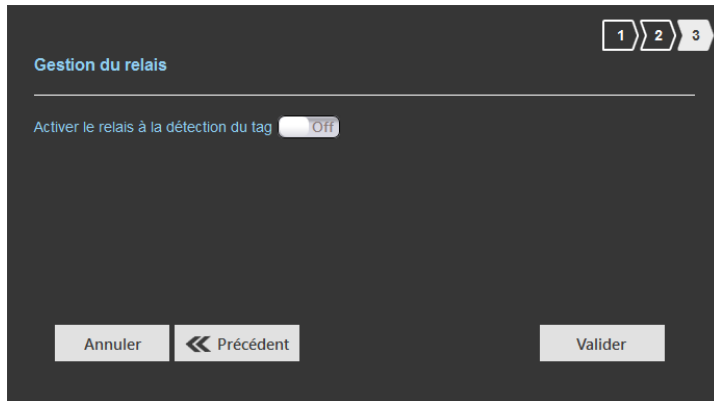 1 2 3
Gestion du relais
Activer le relais à la détection du tag Off
Annuler Précédent Valider